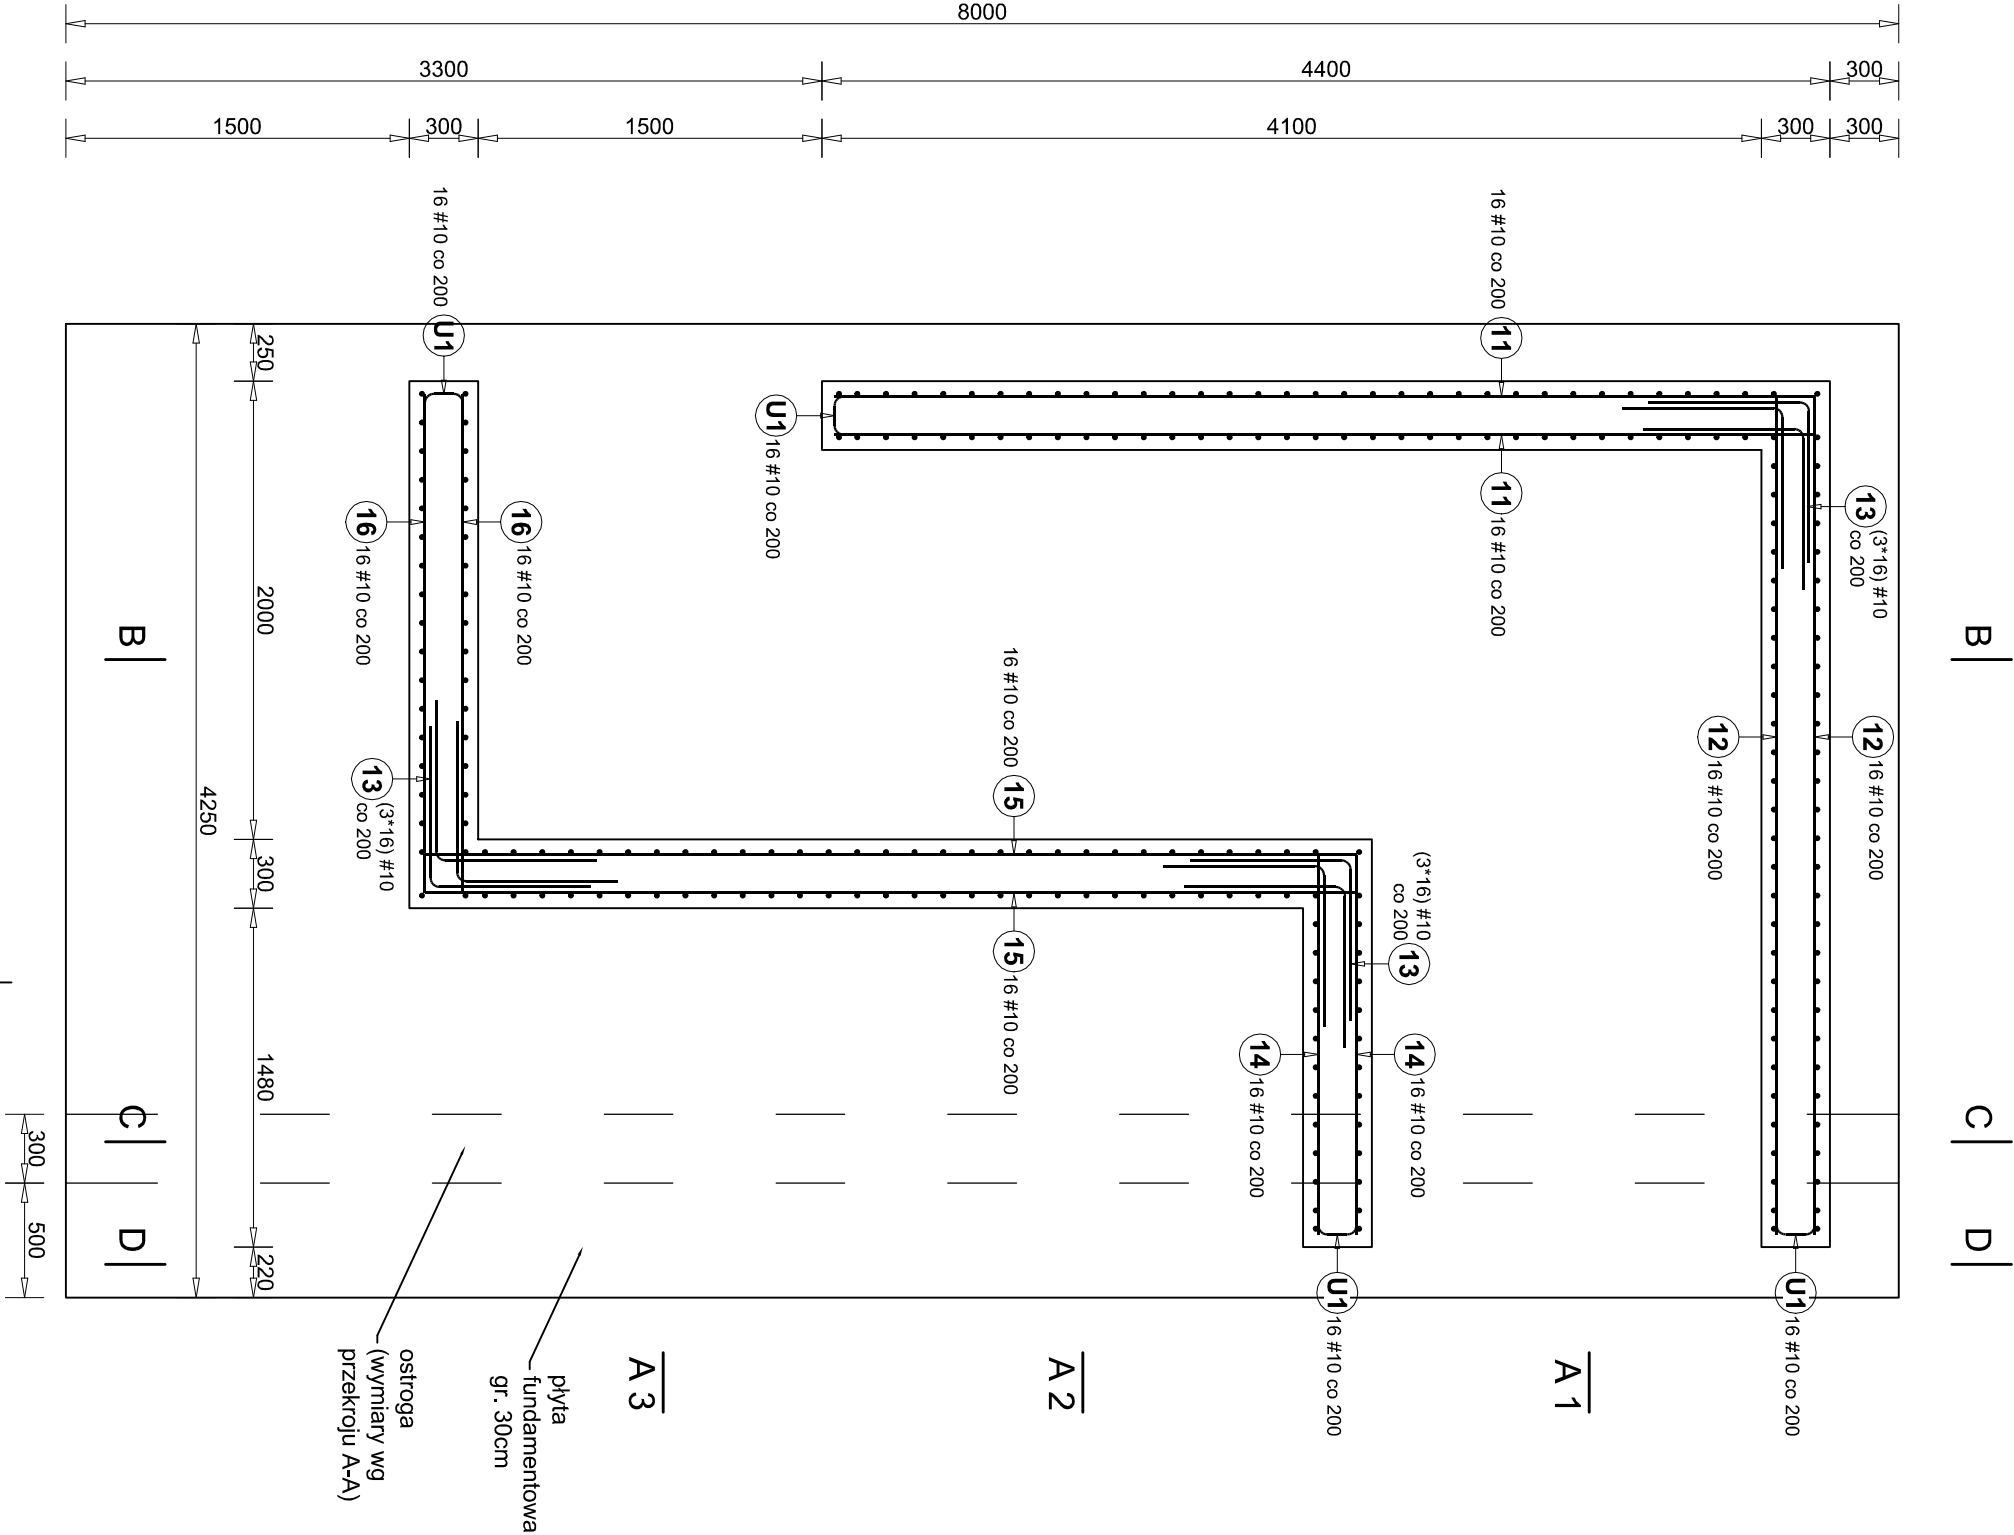 8000
3300
4400
300
1500
300
1500
4100
300
300
16 #10 co 200
U1
16 #10 co 200
11
U1
16 #10 co 200
11
16 #10 co 200
13
(3*16) #10
co 200
16
16 #10 co 200
16
16 #10 co 200
B
B
250
2000
300
1480
220
4250
300
500
16 #10 co 200
15
15
16 #10 co 200
12
16 #10 co 200
12
16 #10 co 200
13
(3*16) #10
co 200
(3*16) #10
co 200
13
14
16 #10 co 200
14
16 #10 co 200
C
C
D
D
U1
16 #10 co 200
U1
16 #10 co 200
ostroga
(wymiary wg
przekroju A-A)
płyta
fundamentowa
gr. 30cm
A 3
A 2
A 1